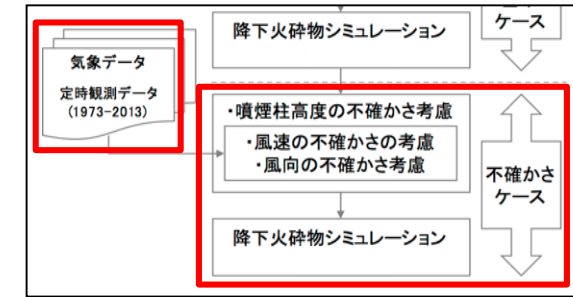 降下火砕物シミュレーション
ケース
気象データ
定時観測データ
(1973-2013)
・噴煙柱高度の不確かさ考慮
・風速の不確かさの考慮
・風向の不確かさ考慮
不確かさ
ケース
降下火砕物シミュレーション